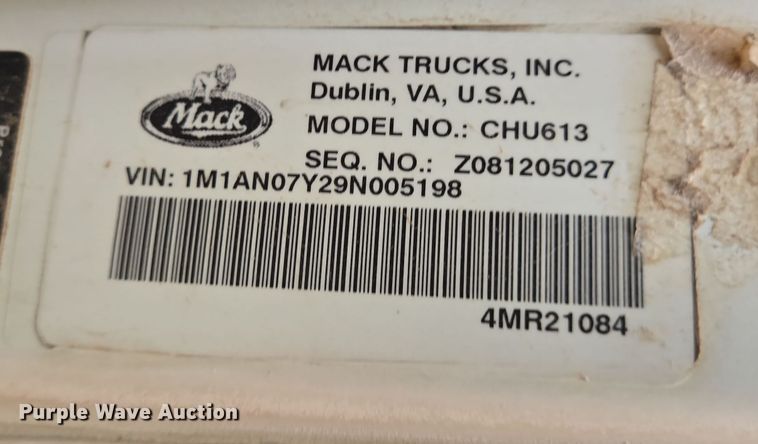 Mack
®
MACK TRUCKS, INC.
Dublin, VA, U.S.A.
MODEL NO.: CHU613
SEQ. NO.: Z081205027
VIN: 1M1AN07Y29N005198
4MR21084
Purple Wave Auction